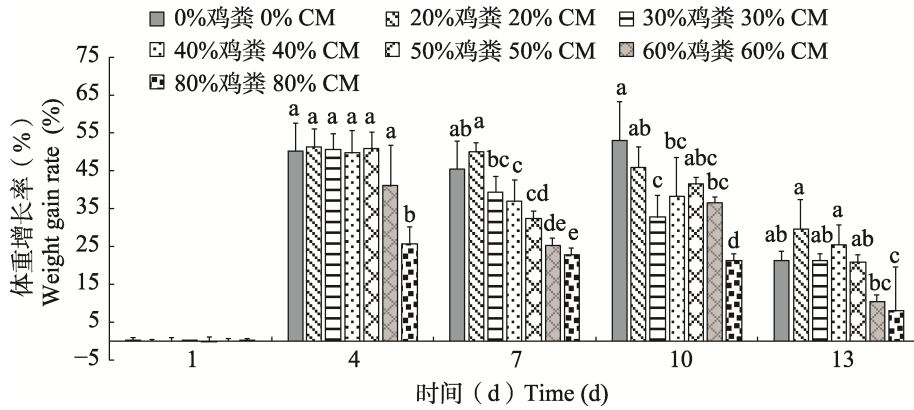 0%鸡粪 0% CM 20%鸡粪 20% CM 30%鸡粪 30% CM
40%鸡粪 40% CM 50%鸡粪 50% CM 60%鸡粪 60% CM
80%鸡粪 80% CM
体重增长率(%)
Weight gain rate (%)
75
65
55
45
35
25
15
5
−5
a a a a a a b
ab a bc c cd de e
a ab c bc abc bc d
ab a ab a ab bc c
1 4 7 10 13
时间(d)Time (d)